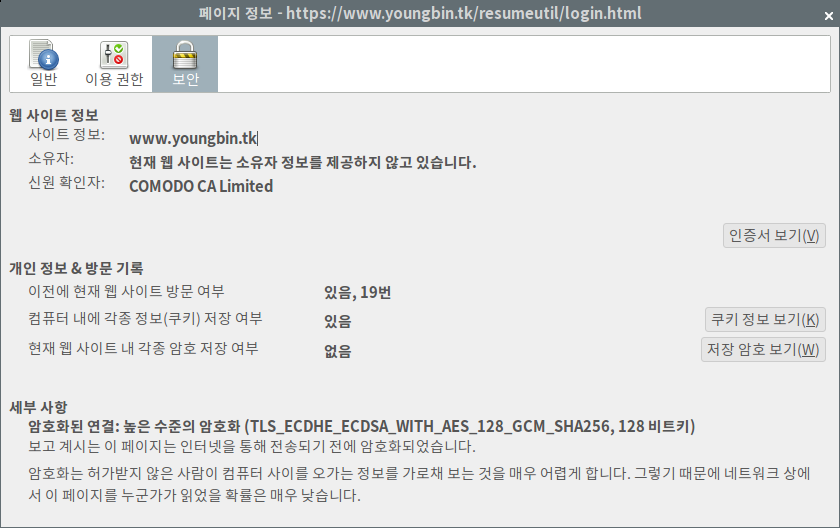 페이지 정보 - https://www.youngbin.tk/resumeutil/login.html
일반 이용 권한 보안
웹 사이트 정보
사이트 정보: www.youngbin.tk
소유자: 현재 웹 사이트는 소유자 정보를 제공하지 않고 있습니다.
신원 확인자: COMODO CA Limited
인증서 보기(V)
개인 정보 & 방문 기록
이전에 현재 웹 사이트 방문 여부 있음, 19번
컴퓨터 내에 각종 정보(쿠키) 저장 여부 있음 쿠키 정보 보기(K)
현재 웹 사이트 내 각종 암호 저장 여부 없음 저장 암호 보기(W)
세부 사항
암호화된 연결: 높은 수준의 암호화 (TLS_ECDHE_ECDSA_WITH_AES_128_GCM_SHA256, 128 비트키)
보고 계시는 이 페이지는 인터넷을 통해 전송되기 전에 암호화되었습니다.
암호화는 허가받지 않은 사람이 컴퓨터 사이를 오가는 정보를 가로채 보는 것을 매우 어렵게 합니다. 그렇기 때문에 네트워크 상에
서 이 페이지를 누군가가 읽었을 확률은 매우 낮습니다.